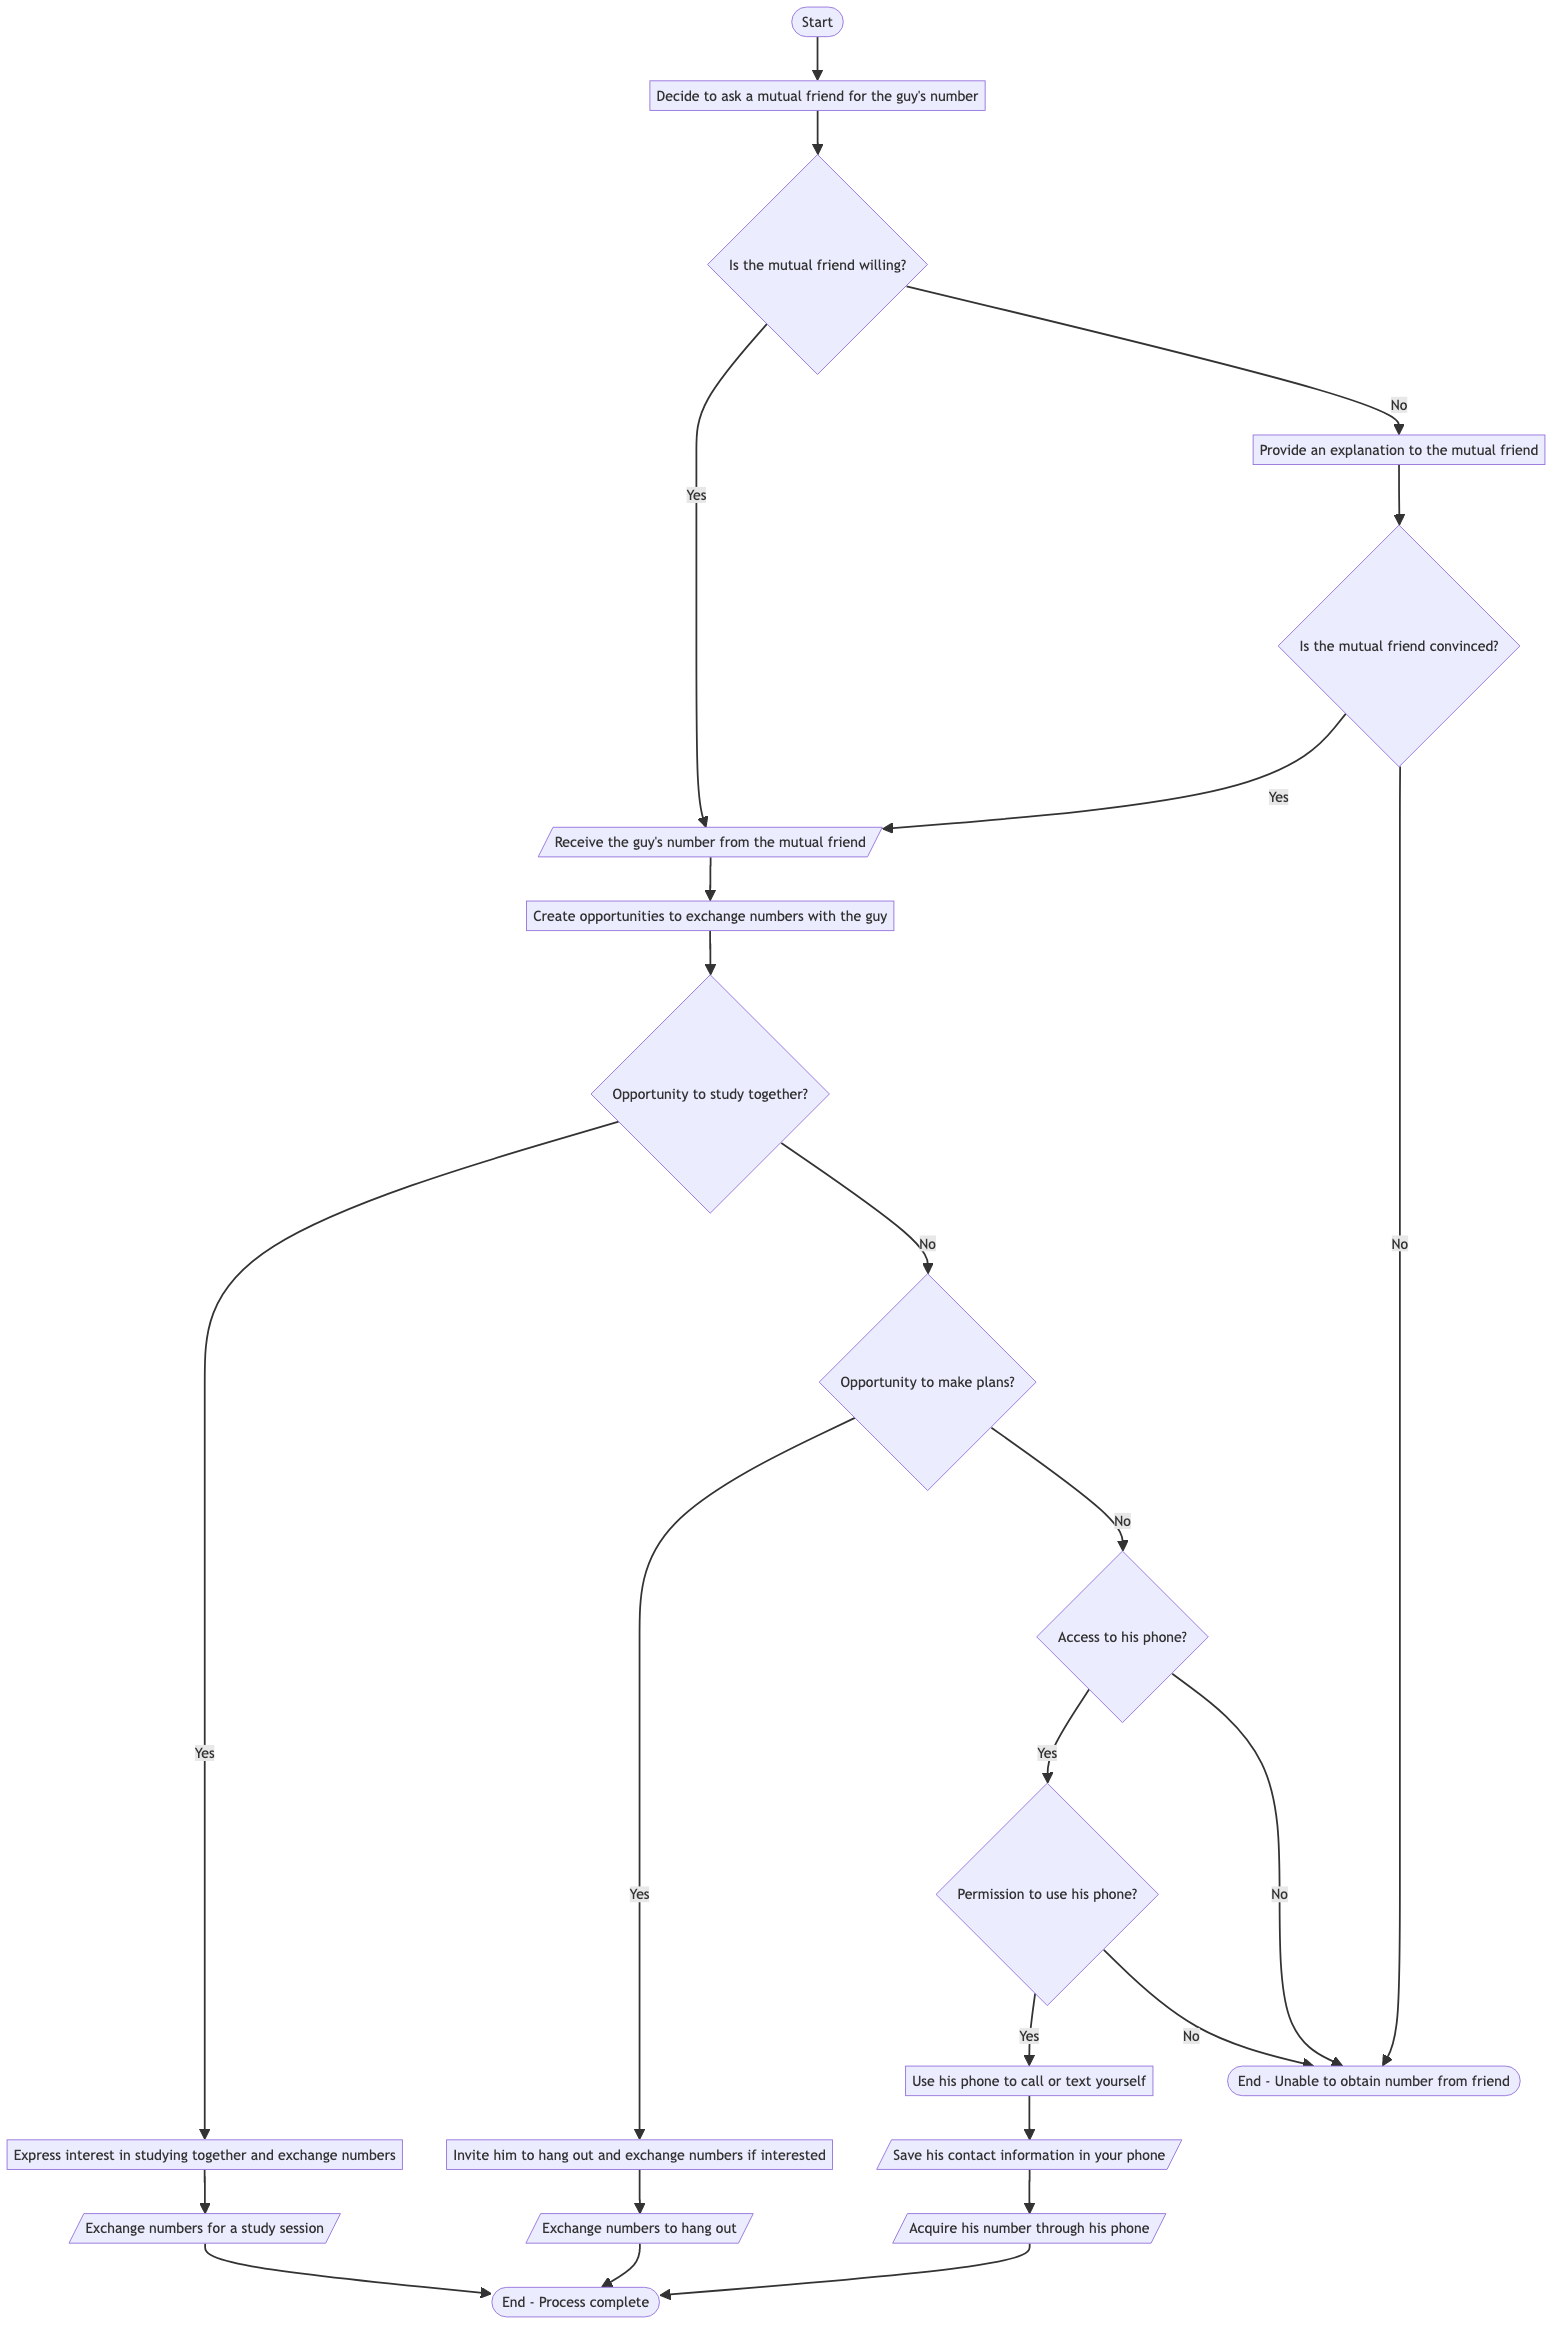 Start
Decide to ask a mutual friend for the guy's number
Is the mutual friend willing?
No
Provide an explanation to the mutual friend
Yes
Is the mutual friend convinced?
Yes
Receive the guy's number from the mutual friend
Create opportunities to exchange numbers with the guy
Opportunity to study together?
No
No
Opportunity to make plans?
No
Access to his phone?
Yes
Yes
Permission to use his phone?
Yes
No
Yes
No
Use his phone to call or text yourself
End - Unable to obtain number from friend
Express interest in studying together and exchange numbers
Invite him to hang out and exchange numbers if interested
Save his contact information in your phone
Exchange numbers for a study session
Exchange numbers to hang out
Acquire his number through his phone
End - Process complete